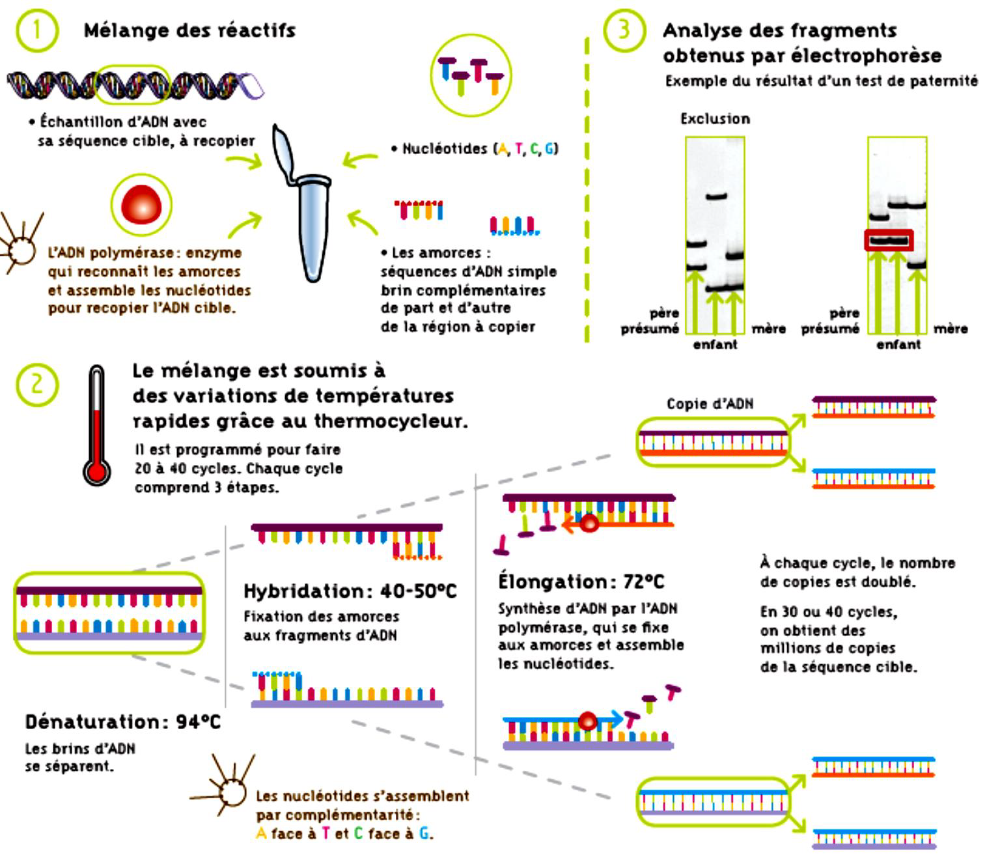 1
Mélange des réactifs
• Échantillon d'ADN avec
sa séquence cible, à recopier
• Nucléotides (A, T, C, G)
L'ADN polymérase : enzyme
qui reconnaît les amorces
et assemble les nucléotides
pour recopier l'ADN cible.
• Les amorces :
séquences d'ADN simple
brin complémentaires
de part et d'autre
de la région à copier
3
Analyse des fragments
obtenus par électrophorèse
Exemple du résultat d'un test de paternité
Exclusion
père
présumé
enfant
mère
père
présumé
enfant
mère
2
Le mélange est soumis à
des variations de températures
rapides grâce au thermocycleur.
Il est programmé pour faire
20 à 40 cycles. Chaque cycle
comprend 3 étapes.
Dénaturation : 94°C
Les brins d'ADN
se séparent.
Hybridation : 40-50°C
Fixation des amorces
aux fragments d'ADN
Les nucléotides s'assemblent
par complémentarité :
A face à T et C face à G.
Élongation : 72°C
Synthèse d'ADN par l'ADN
polymérase, qui se fixe
aux amorces et assemble
les nucléotides.
Copie d'ADN
À chaque cycle, le nombre
de copies est doublé.
En 30 ou 40 cycles,
on obtient des
millions de copies
de la séquence cible.